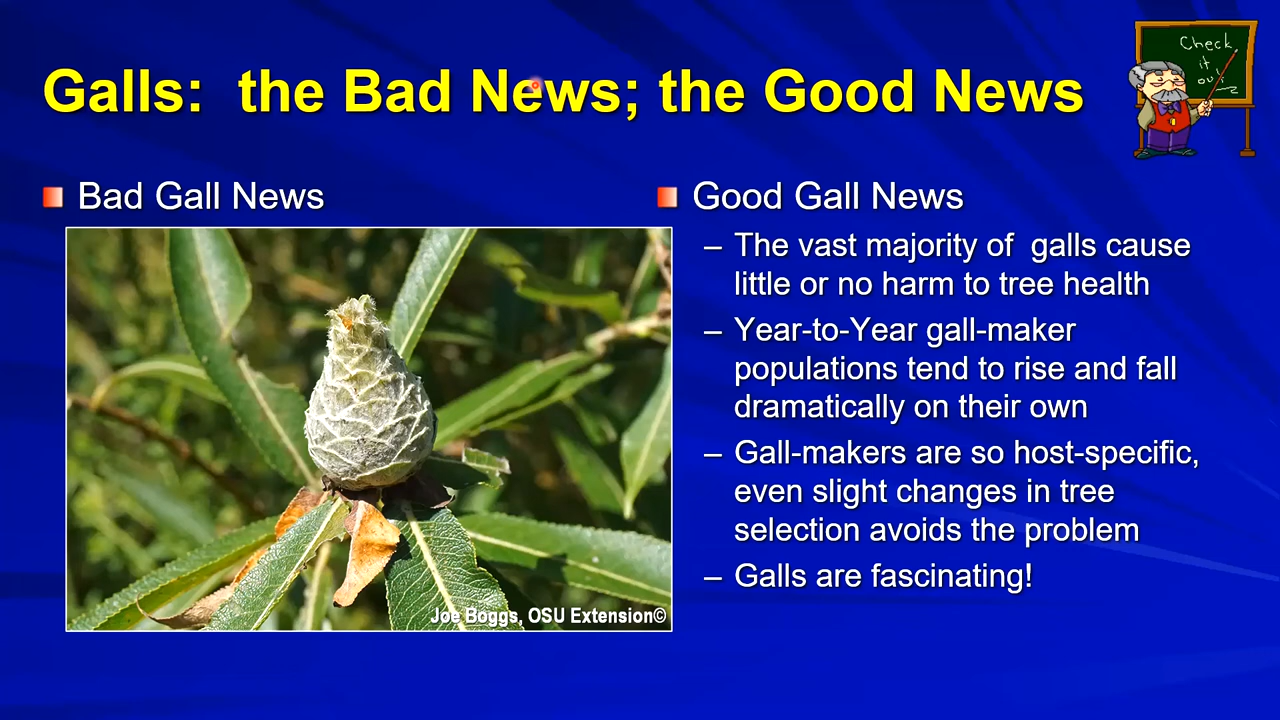 Galls:  the Bad News; the Good News
Check
it
out
Bad Gall News
Joe Boggs, OSU Extension©
Good Gall News
– The vast majority of  galls cause
little or no harm to tree health
– Year-to-Year gall-maker
populations tend to rise and fall
dramatically on their own
– Gall-makers are so host-specific,
even slight changes in tree
selection avoids the problem
– Galls are fascinating!